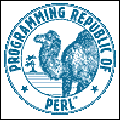 PROGRAMMING REPUBLIC OF
PERL